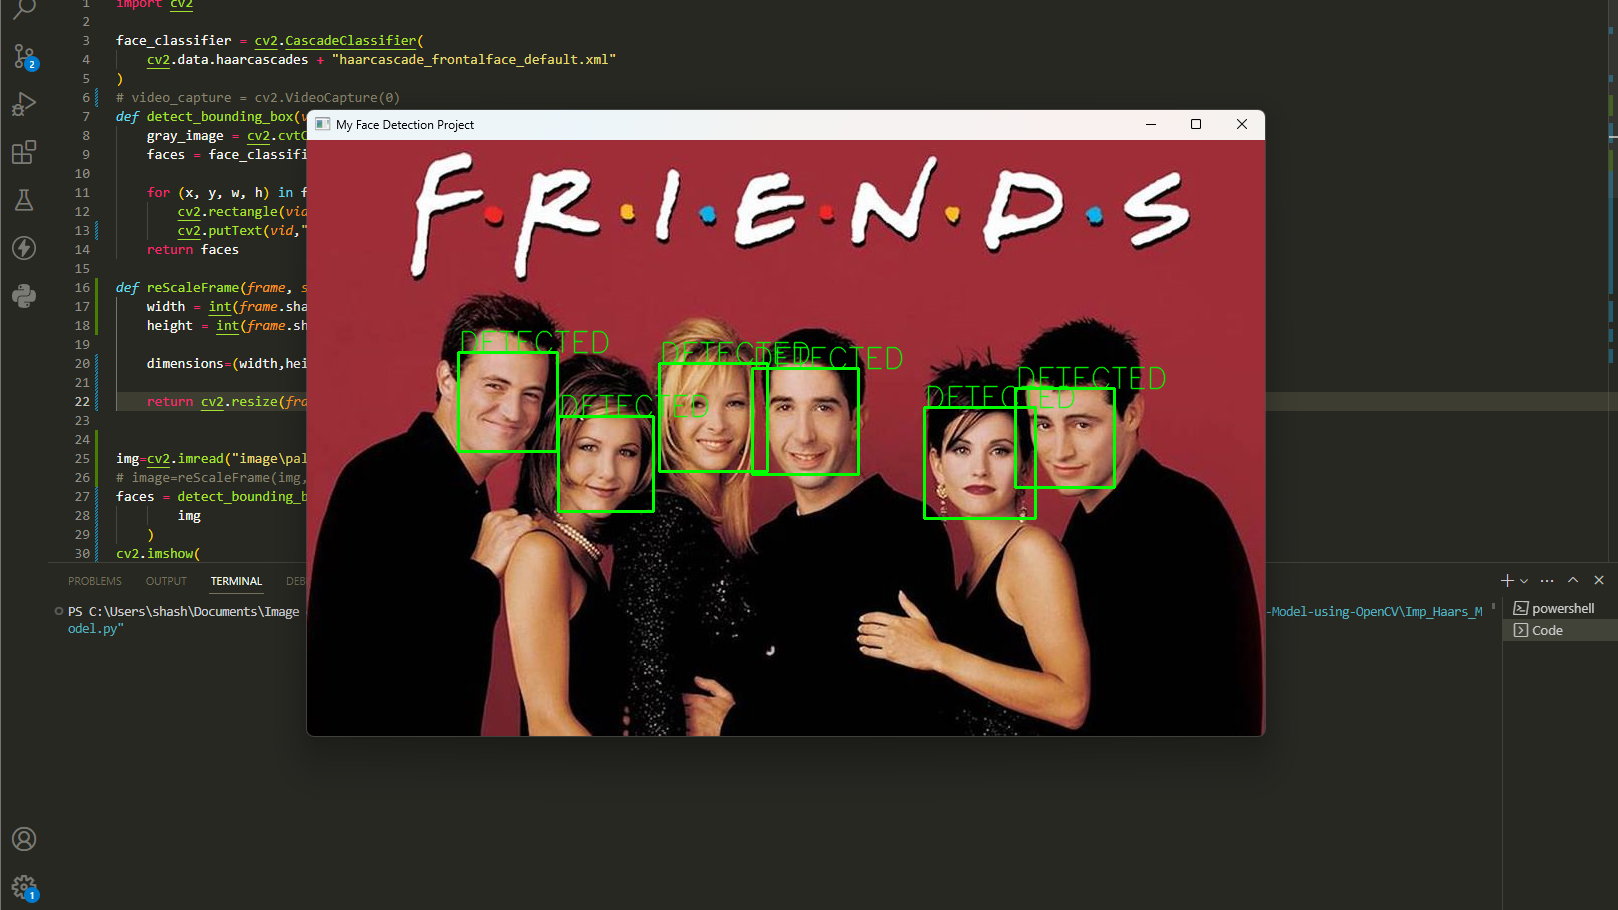 1 import cv2
2
3 face_classifier = cv2.CascadeClassifier(
4 cv2.data.haarcascades + "haarcascade_frontalface_default.xml"
5 )
6 # video_capture = cv2.VideoCapture(0)
7 def detect_bounding_box(v
8 gray_image = cv2.cvtC
9 faces = face_classifi
10
11 for (x, y, w, h) in f
12 cv2.rectangle(vid
13 cv2.putText(vid,"
14 return faces
15
16 def reScaleFrame(frame, s
17 width = int(frame.sha
18 height = int(frame.sh
19
20 dimensions=(width,hei
21
22 return cv2.resize(fra
23
24
25 img=cv2.imread("image\pal
26 # image=reScaleFrame(img,
27 faces = detect_bounding_b
28 img
29 )
30 cv2.imshow(
2
My Face Detection Project
F·R·I·E·N·D·S
DETECTED
DETECTED
DETECTED
DETECTED
DETECTED
DETECTED
PROBLEMS OUTPUT TERMINAL DEB
PS C:\Users\shash\Documents\Image
-Model-using-OpenCV\Imp_Haars_M
odel.py"
powershell
Code
1